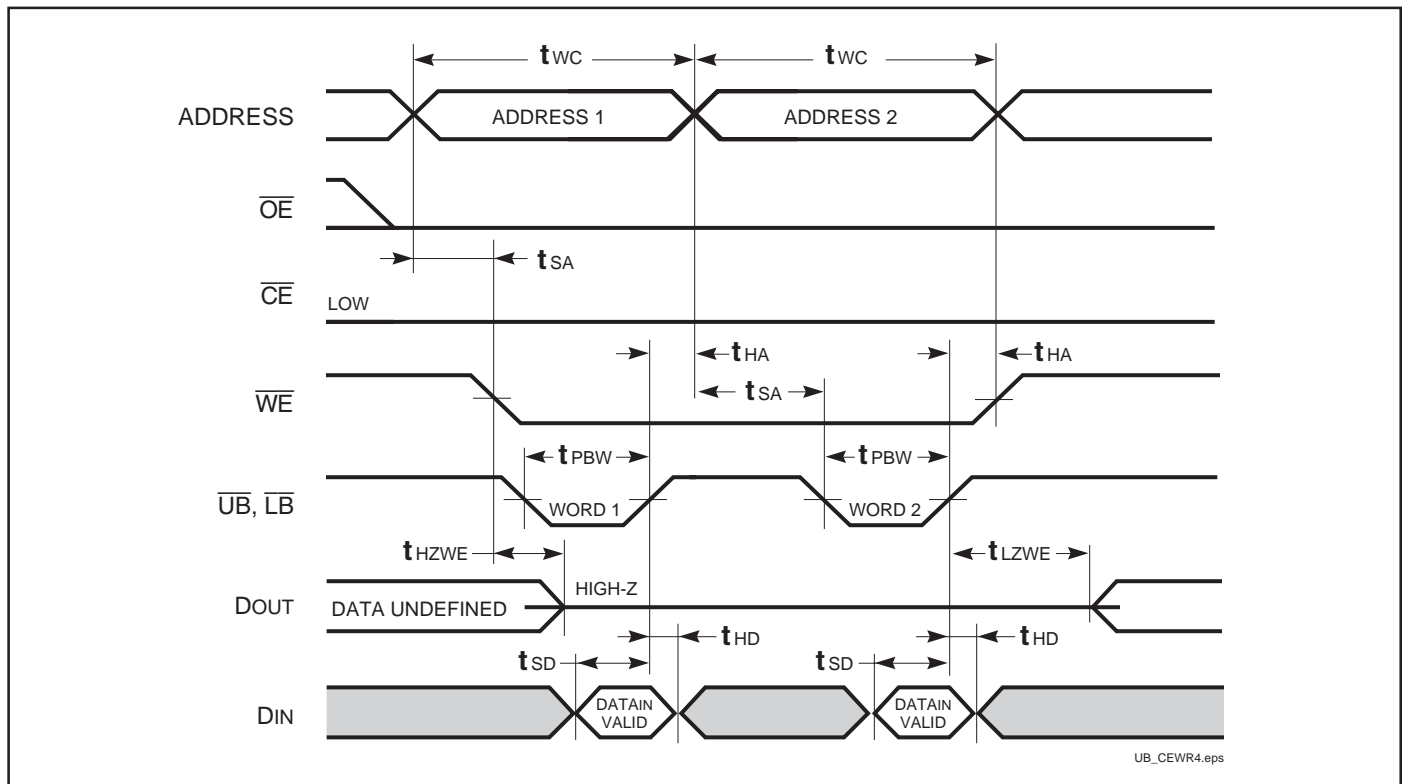 tWC tWC
ADDRESS ADDRESS 1 ADDRESS 2
OE
tSA
CE LOW
tHA tHA
WE tSA
tPBW tPBW
UB, LB WORD 1 WORD 2
tHZWE tLZWE
HIGH-Z
DOUT DATA UNDEFINED
tHD tHD
tSD tSD
DIN DATAIN VALID DATAIN VALID
UB_CEWR4.eps